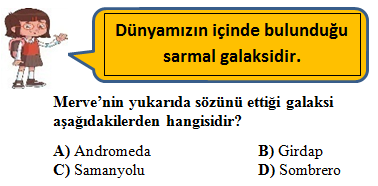 Dünyamızın içinde bulunduğu
sarmal galaksidir.
Merve’nin yukarıda sözünü ettiği galaksi
aşağıdakilerden hangisidir?
A) Andromeda B) Girdap
C) Samanyolu D) Sombrero